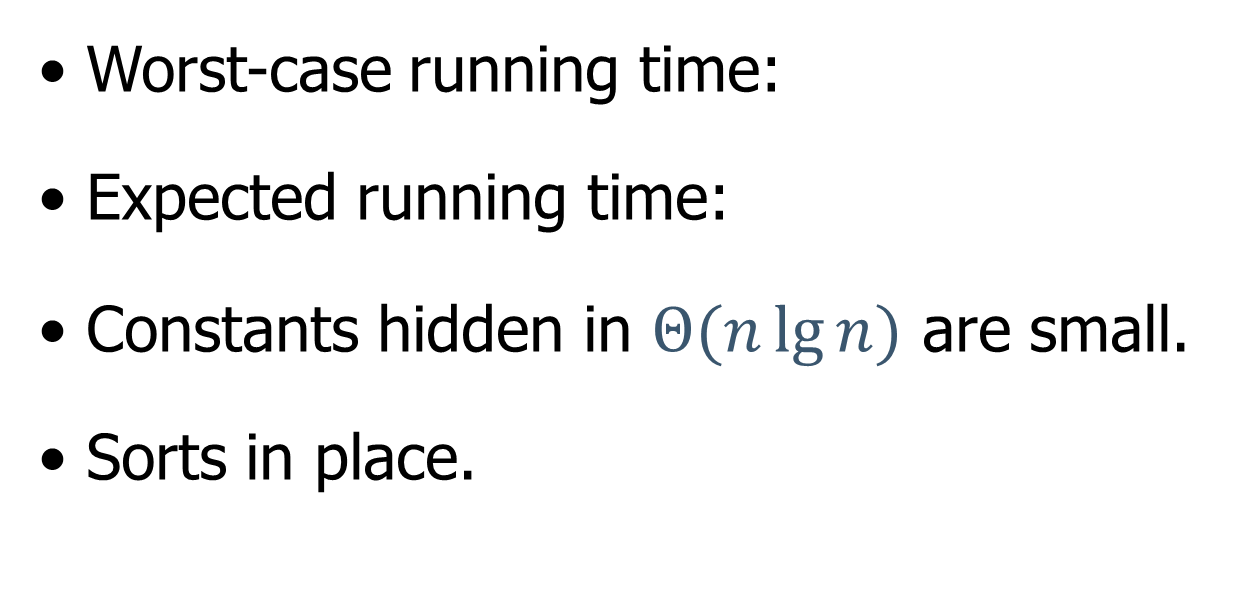 • Worst-case running time:
• Expected running time:
• Constants hidden in Θ(n lg n) are small.
• Sorts in place.